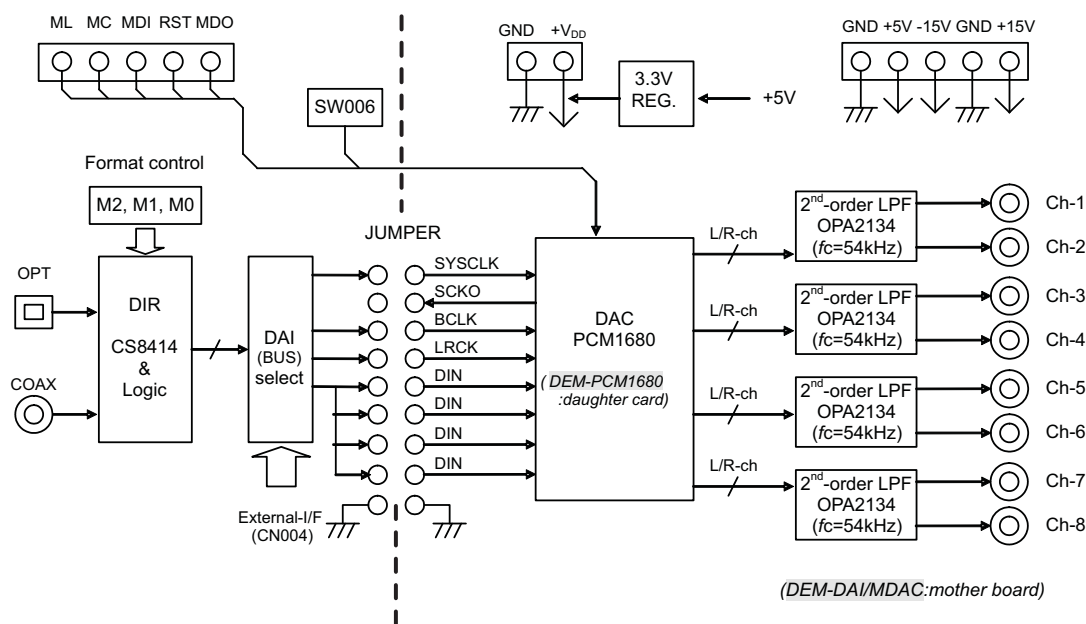 ML MC MDI RST MDO
GND +VDD
GND +5V -15V GND +15V
3.3V
REG.
+5V
SW006
Format control
M2, M1, M0
JUMPER
OPT
COAX
DIR
CS8414
&
Logic
DAI
(BUS)
select
External-I/F
(CN004)
SYSCLK
SCKO
BCLK
LRCK
DIN
DIN
DIN
DIN
DAC
PCM1680
( DEM-PCM1680
:daughter card)
L/R-ch
2nd-order LPF
OPA2134
(fc=54kHz)
Ch-1
Ch-2
L/R-ch
2nd-order LPF
OPA2134
(fc=54kHz)
Ch-3
Ch-4
L/R-ch
2nd-order LPF
OPA2134
(fc=54kHz)
Ch-5
Ch-6
L/R-ch
2nd-order LPF
OPA2134
(fc=54kHz)
Ch-7
Ch-8
(DEM-DAI/MDAC:mother board)